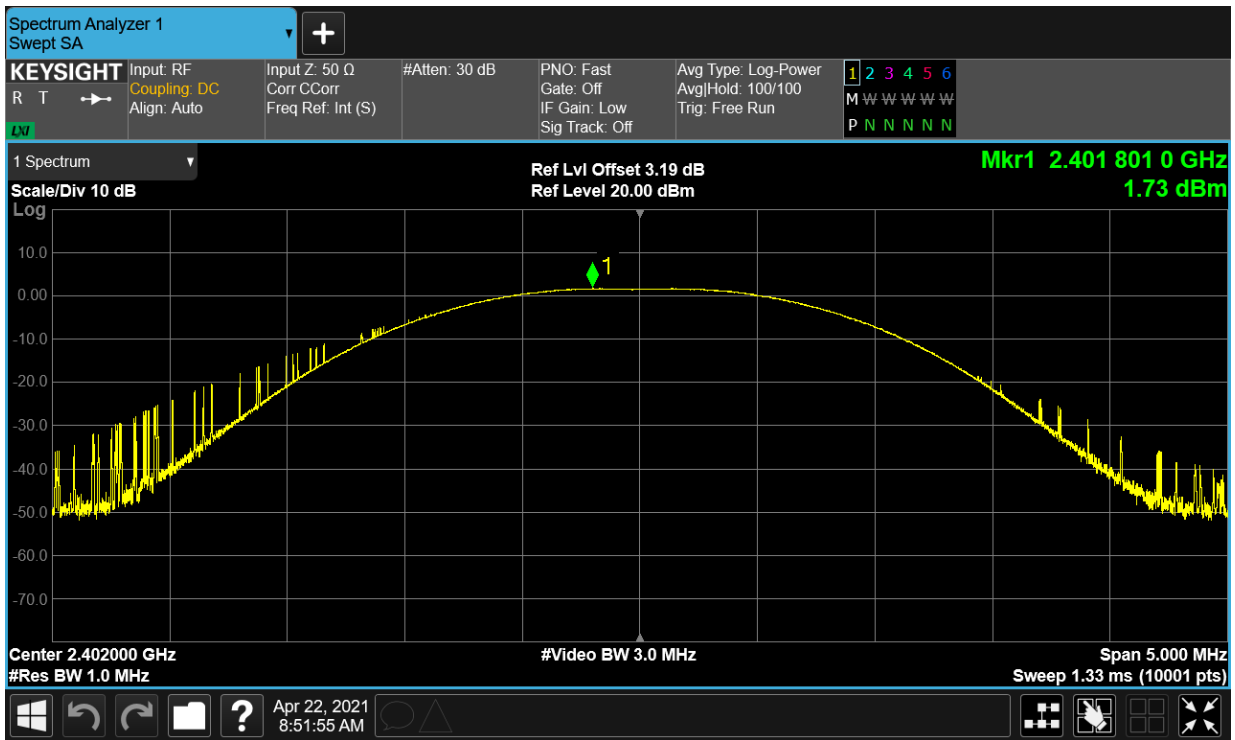 Spectrum Analyzer 1
Swept SA
KEYSIGHT
R T
LXI
Input: RF
Coupling: DC
Align: Auto
Input Z: 50 Ω
Corr CCorr
Freq Ref: Int (S)
#Atten: 30 dB
PNO: Fast
Gate: Off
IF Gain: Low
Sig Track: Off
Avg Type: Log-Power
Avg|Hold: 100/100
Trig: Free Run
1 2 3 4 5 6
M W W W W W
P N N N N N
1 Spectrum
Scale/Div 10 dB
Log
Ref Lvl Offset 3.19 dB
Ref Level 20.00 dBm
Mkr1 2.401 801 0 GHz
1.73 dBm
1
10.0
0.00
-10.0
-20.0
-30.0
-40.0
-50.0
-60.0
-70.0
Center 2.402000 GHz
#Res BW 1.0 MHz
#Video BW 3.0 MHz
Span 5.000 MHz
Sweep 1.33 ms (10001 pts)
?
Apr 22, 2021
8:51:55 AM